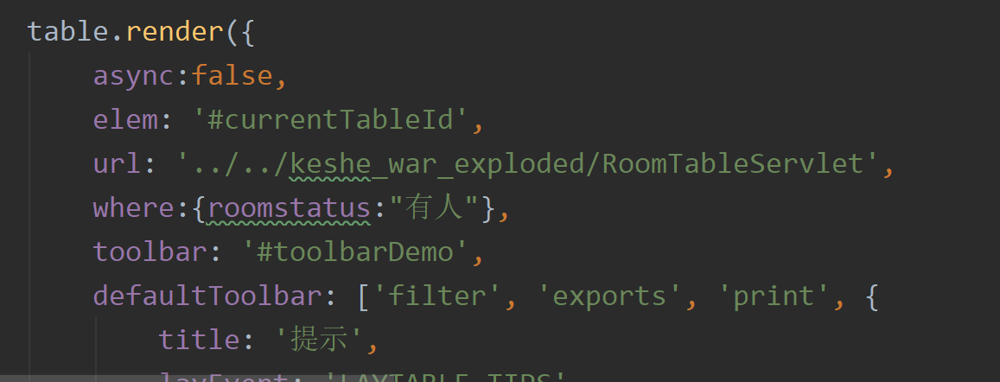 table.render({
async:false,
elem: '#currentTableId',
url: '../../keshe_war_exploded/RoomTableServlet',
where:{roomstatus:"有人"},
toolbar: '#toolbarDemo',
defaultToolbar: ['filter', 'exports', 'print', {
title: '提示',
layEvent: 'LAYTABLE_TIPS',